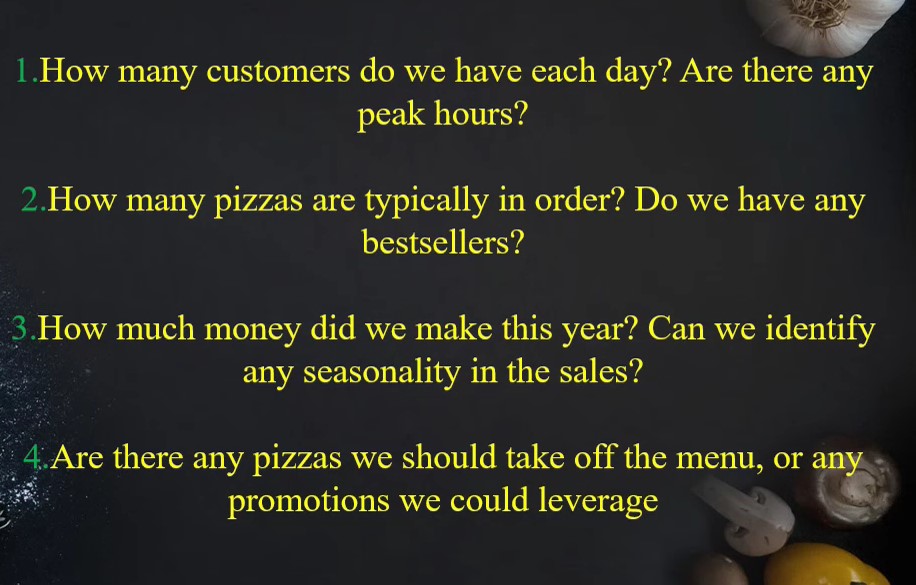 1.How many customers do we have each day? Are there any
peak hours?
2.How many pizzas are typically in order? Do we have any
bestsellers?
3.How much money did we make this year? Can we identify
any seasonality in the sales?
4.Are there any pizzas we should take off the menu, or any
promotions we could leverage